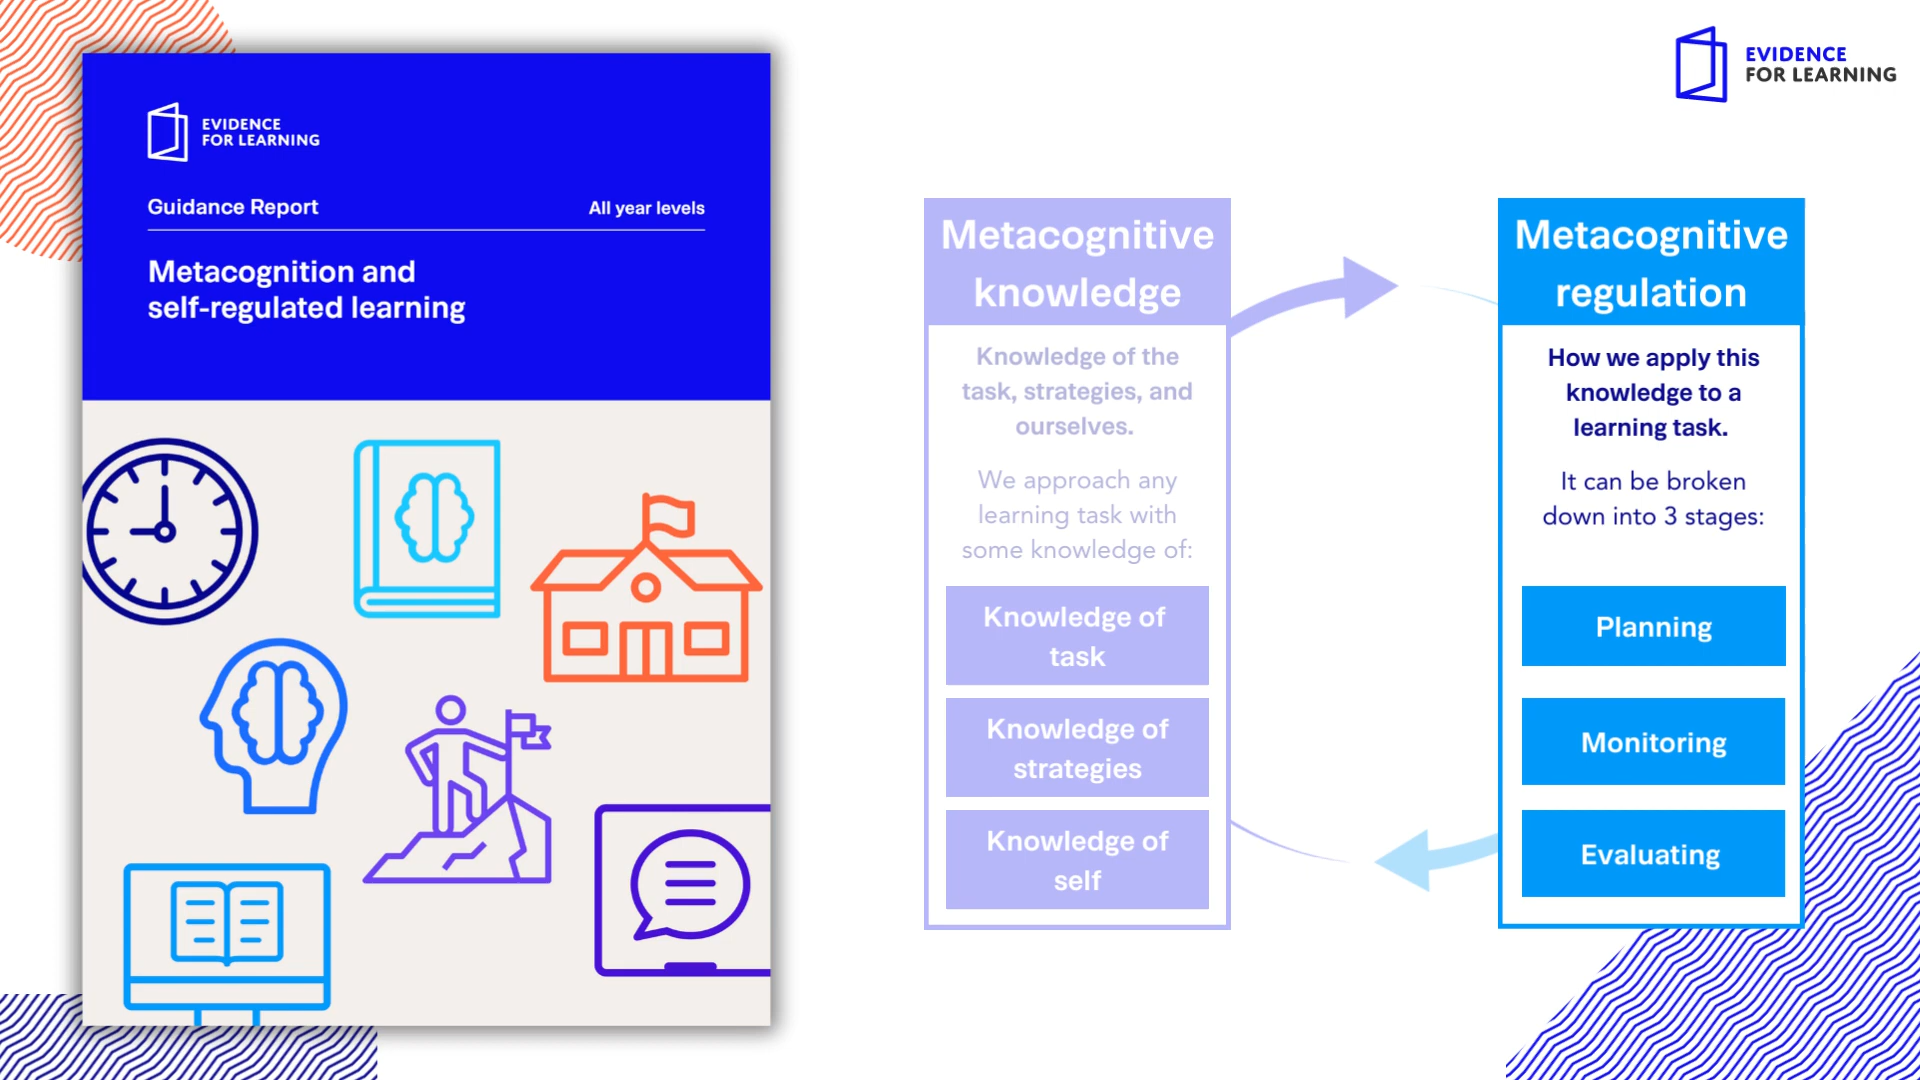 EVIDENCE
FOR LEARNING
Guidance Report
All year levels
Metacognition and
self-regulated learning
EVIDENCE
FOR LEARNING
Metacognitive
knowledge
Knowledge of the
task, strategies, and
ourselves.
We approach any
learning task with
some knowledge of:
Knowledge of
task
Knowledge of
strategies
Knowledge of
self
Metacognitive
regulation
How we apply this
knowledge to a
learning task.
It can be broken
down into 3 stages:
Planning
Monitoring
Evaluating